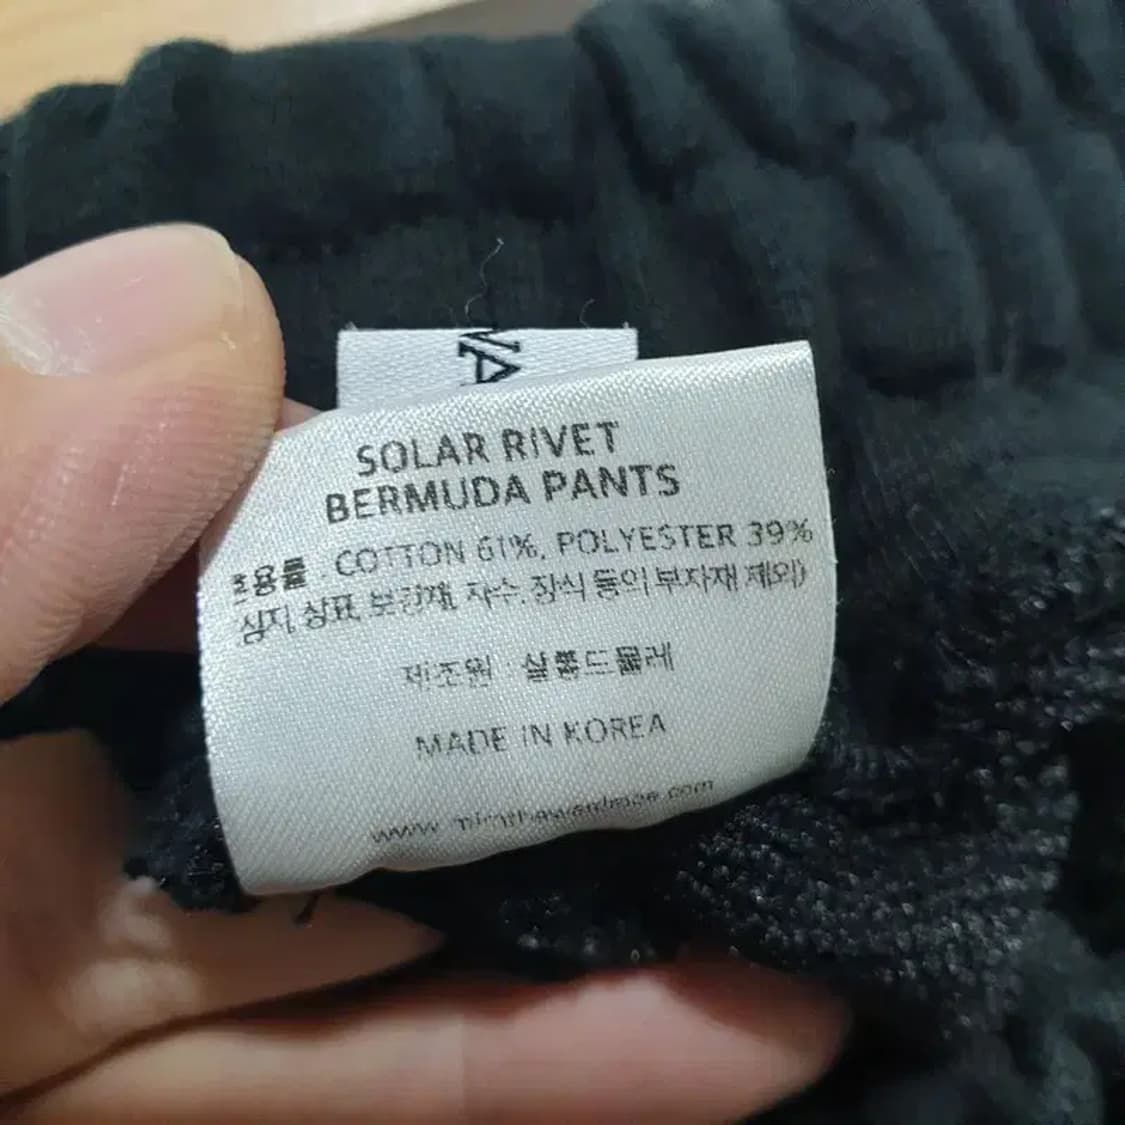 VA
SOLAR RIVET
BERMUDA PANTS
혼용률 : COTTON 61%, POLYESTER 39%
심지, 상표, 보강재, 자수, 장식 등의 부자재 제외)
제조원 : 살롱드물레
MADE IN KOREA